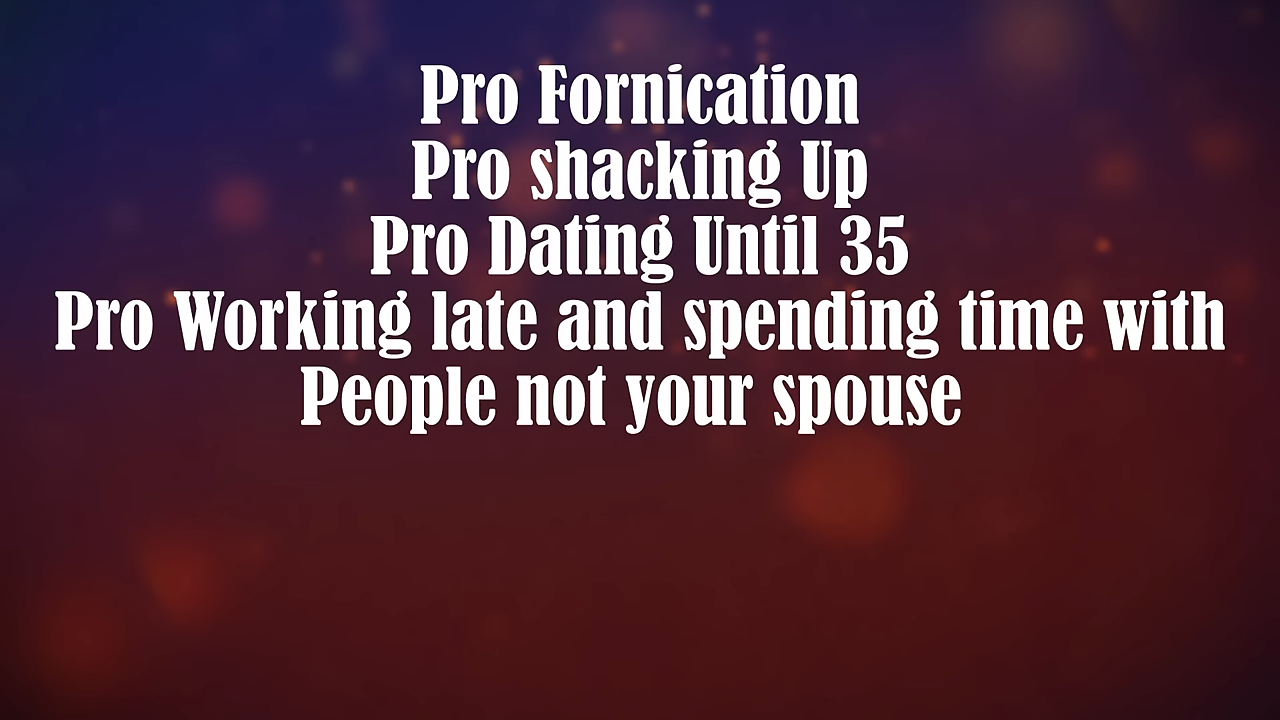 Pro Fornication
Pro shacking Up
Pro Dating Until 35
Pro Working late and spending time with
People not your spouse